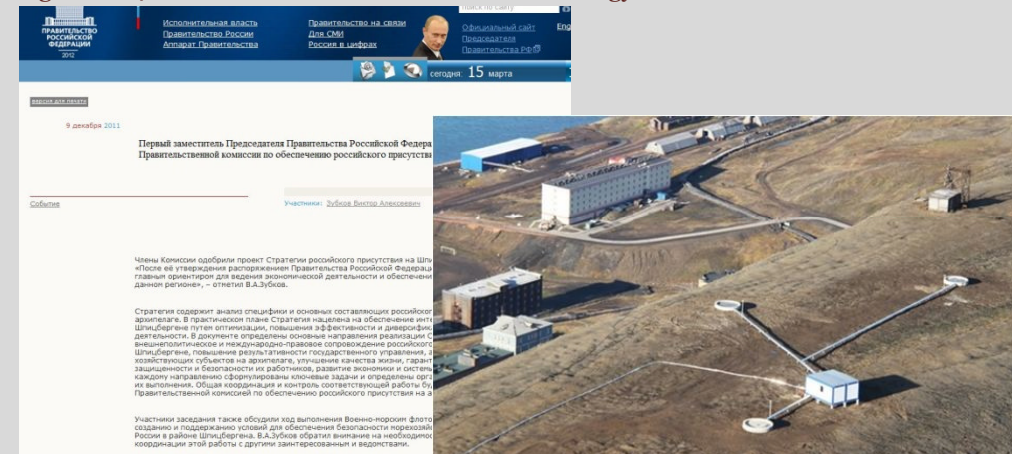 ПРАВИТЕЛЬСТВО
РОССИЙСКОЙ
ФЕДЕРАЦИИ
2012
Исполнительная власть
Правительство России
Аппарат Правительства
Правительство на связи
Для СМИ
Россия в цифрах
Официальный сайт
Председателя
Правительства РФ
Eng
сегодня: 15 марта
версия для печати
9 декабря 2011
Первый заместитель Председателя Правительства Российской Федера
Правительственной комиссии по обеспечению российского присутстви
Событие
Участники: Зубков Виктор Алексеевич
Члены Комиссии одобрили проект Стратегии российского присутствия на Шпи
«После её утверждения распоряжением Правительства Российской Федераци
главным ориентиром для ведения экономической деятельности и обеспечени
данном регионе», – отметил В.А.Зубков.
Стратегия содержит анализ специфики и основных составляющих российског
архипелаге. В практическом плане Стратегия нацелена на обеспечение инте
Шпицбергене путем оптимизации, повышения эффективности и диверсифик
деятельности. В документе определены основные направления реализации С
внешнеполитическое и международно-правовое сопровождение российского
Шпицбергене, повышение результативности государственного управления, а
хозяйствующих субъектов на архипелаге, улучшение качества жизни, гарант
защищенности и безопасности их работников, развитие экономики и системы
каждому направлению сформулированы ключевые задачи и определены орга
их выполнения. Общая координация и контроль соответствующей работы бу
Правительственной комиссией по обеспечению российского присутствия на а
Участники заседания также обсудили ход выполнения Военно-морским флото
созданию и поддержанию условий для обеспечения безопасности морехозяй
России в районе Шпицбергена. В.А.Зубков обратил внимание на необходимос
координации этой работы с другими заинтересованным и ведомствами.